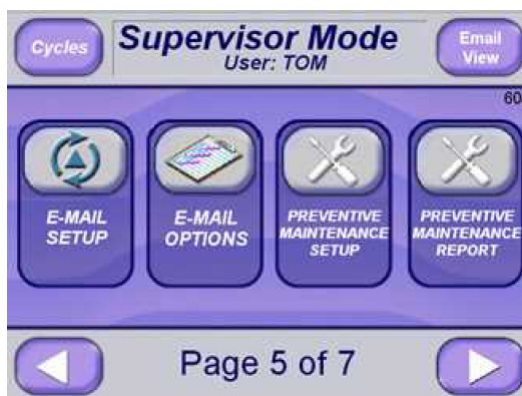 Cycles
Supervisor Mode
User: TOM
Email
View
60
E-MAIL
SETUP
E-MAIL
OPTIONS
PREVENTIVE
MAINTENANCE
SETUP
PREVENTIVE
MAINTENANCE
REPORT
Page 5 of 7